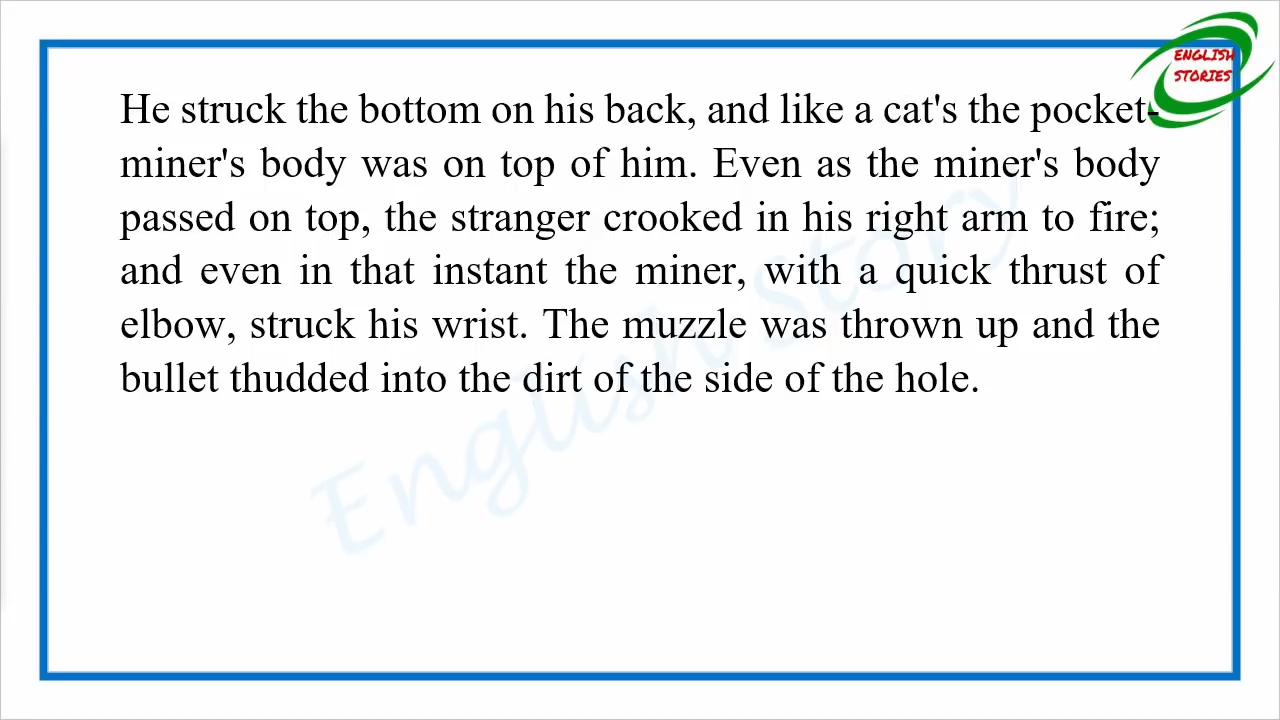 ENGLISH
STORIES
He struck the bottom on his back, and like a cat's the pocket-
miner's body was on top of him. Even as the miner's body
passed on top, the stranger crooked in his right arm to fire;
and even in that instant the miner, with a quick thrust of
elbow, struck his wrist. The muzzle was thrown up and the
bullet thudded into the dirt of the side of the hole.
English Story